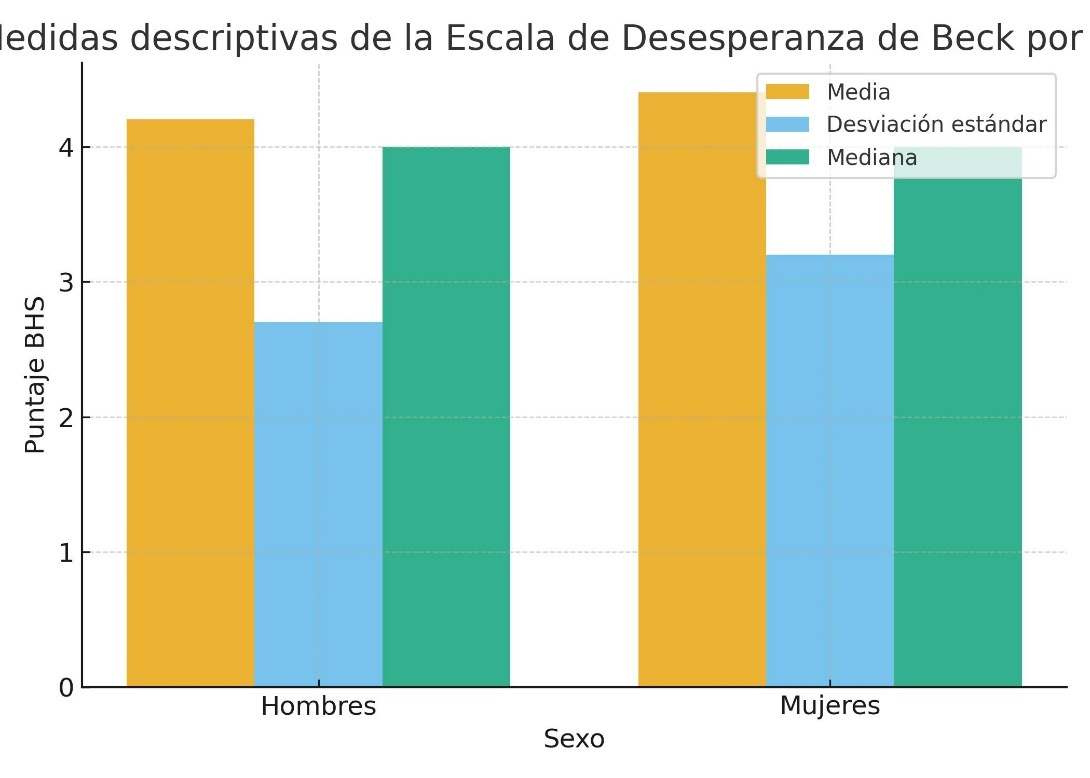 edidas descriptivas de la Escala de Desesperanza de Beck por
Media
Desviación estándar
Mediana
4
3
2
1
0
Puntaje BHS
Hombres Mujeres
Sexo